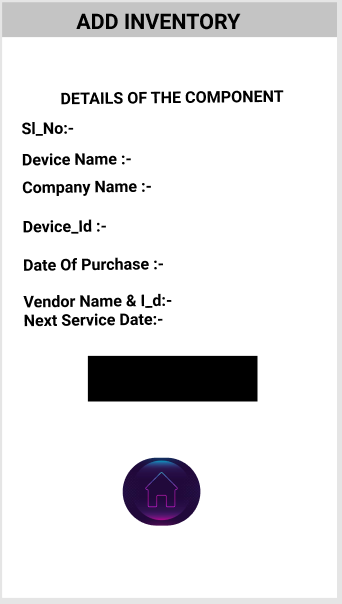 ADD INVENTORY
DETAILS OF THE COMPONENT
Sl_No:-
Device Name :-
Company Name :-
Device_Id :-
Date Of Purchase :-
Vendor Name & I_d:-
Next Service Date:-